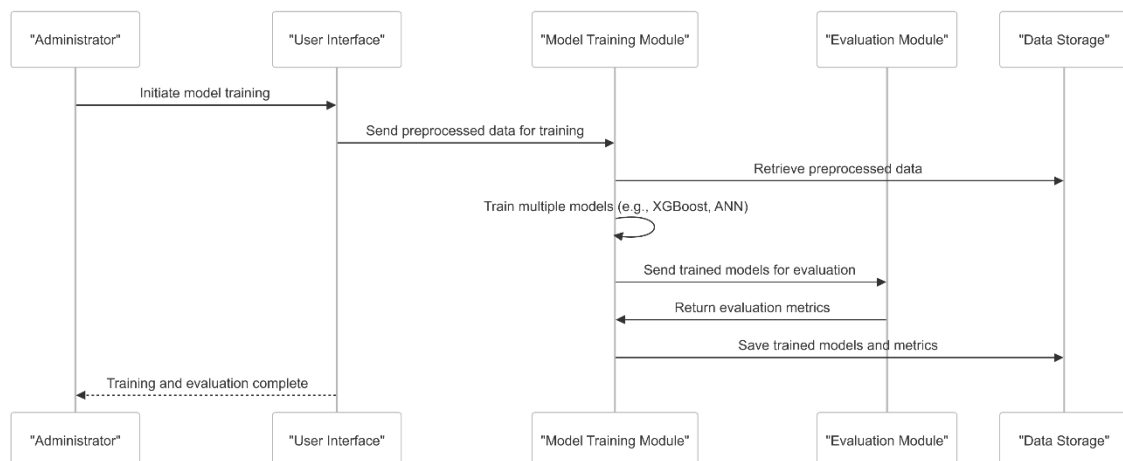 "Administrator"
"User Interface"
"Model Training Module"
"Evaluation Module"
"Data Storage"
Initiate model training
Send preprocessed data for training
Retrieve preprocessed data
Train multiple models (e.g., XGBoost, ANN)
Send trained models for evaluation
Return evaluation metrics
Save trained models and metrics
Training and evaluation complete
"Administrator"
"User Interface"
"Model Training Module"
"Evaluation Module"
"Data Storage"